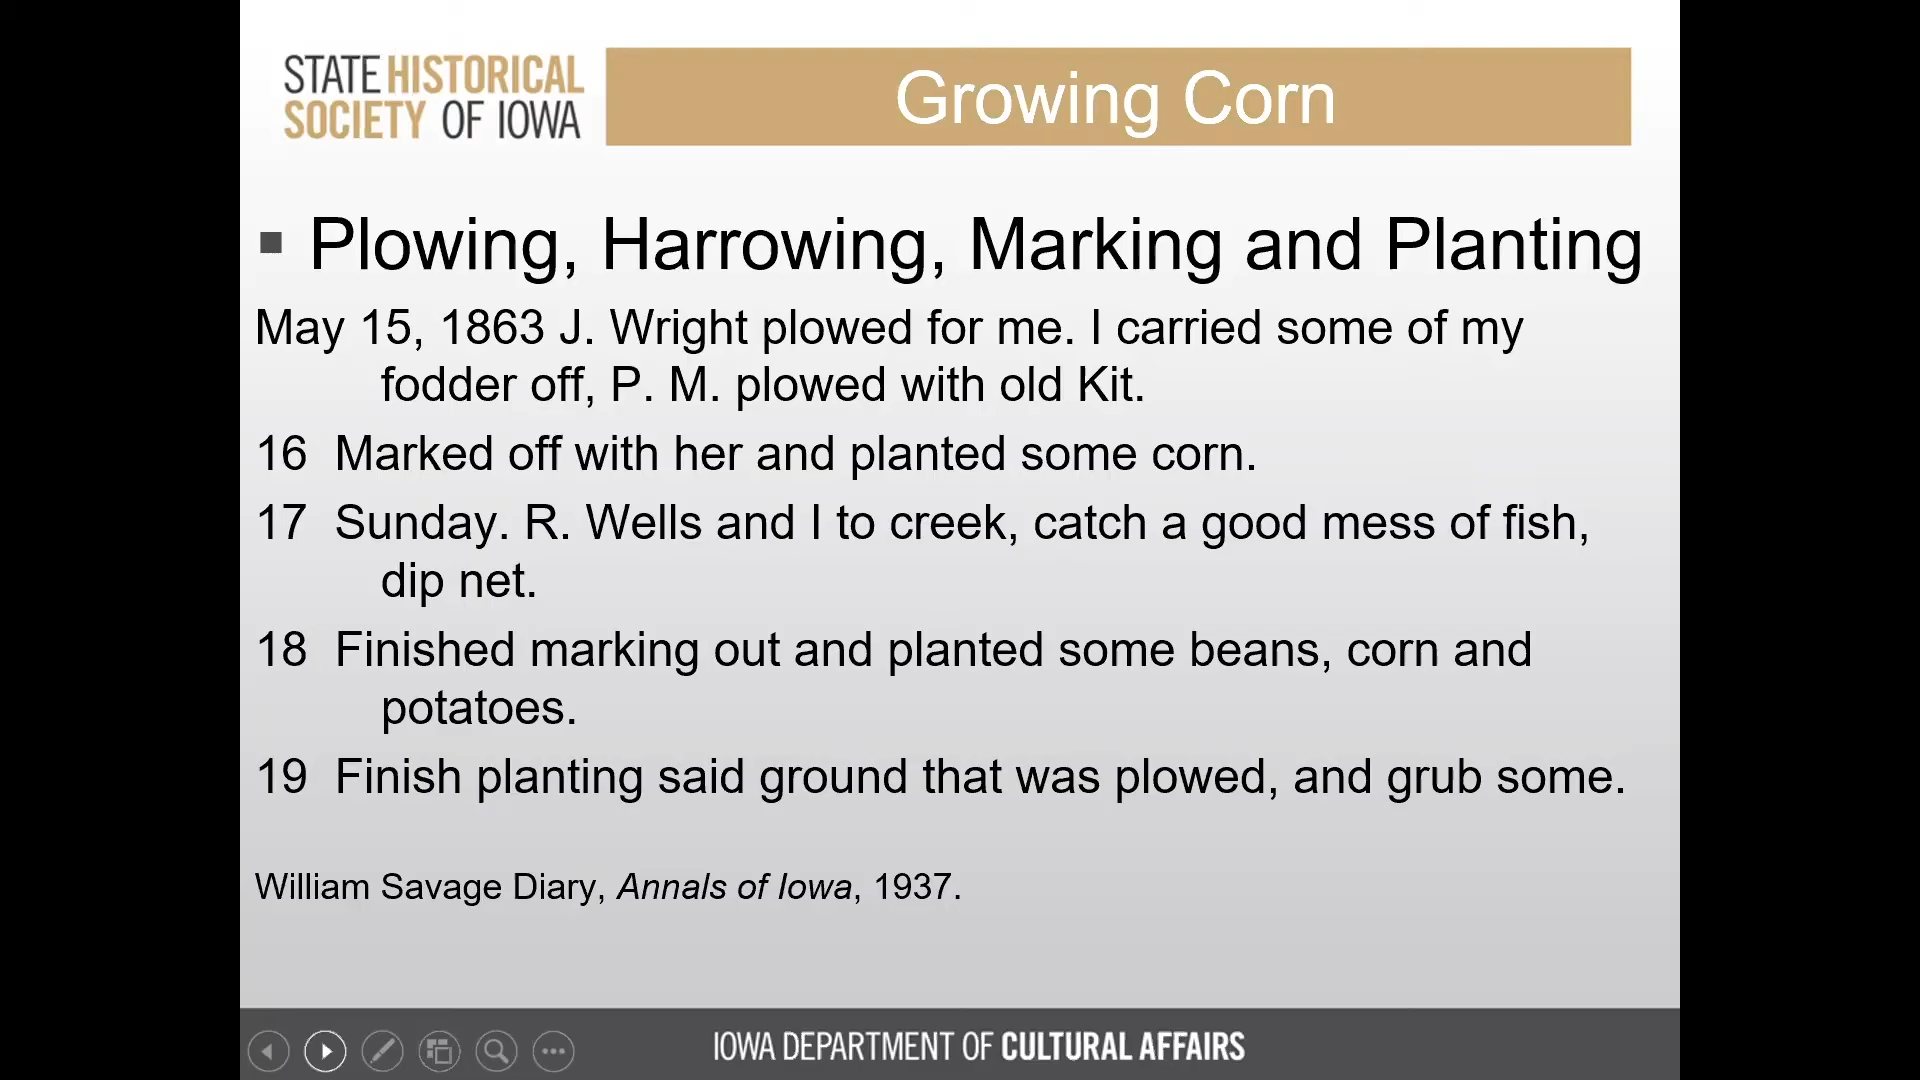 STATE HISTORICAL
SOCIETY OF IOWA
Growing Corn
▪ Plowing, Harrowing, Marking and Planting
May 15, 1863 J. Wright plowed for me. I carried some of my
fodder off, P. M. plowed with old Kit.
16 Marked off with her and planted some corn.
17 Sunday. R. Wells and I to creek, catch a good mess of fish,
dip net.
18 Finished marking out and planted some beans, corn and
potatoes.
19 Finish planting said ground that was plowed, and grub some.
William Savage Diary, Annals of Iowa, 1937.
IOWA DEPARTMENT OF CULTURAL AFFAIRS